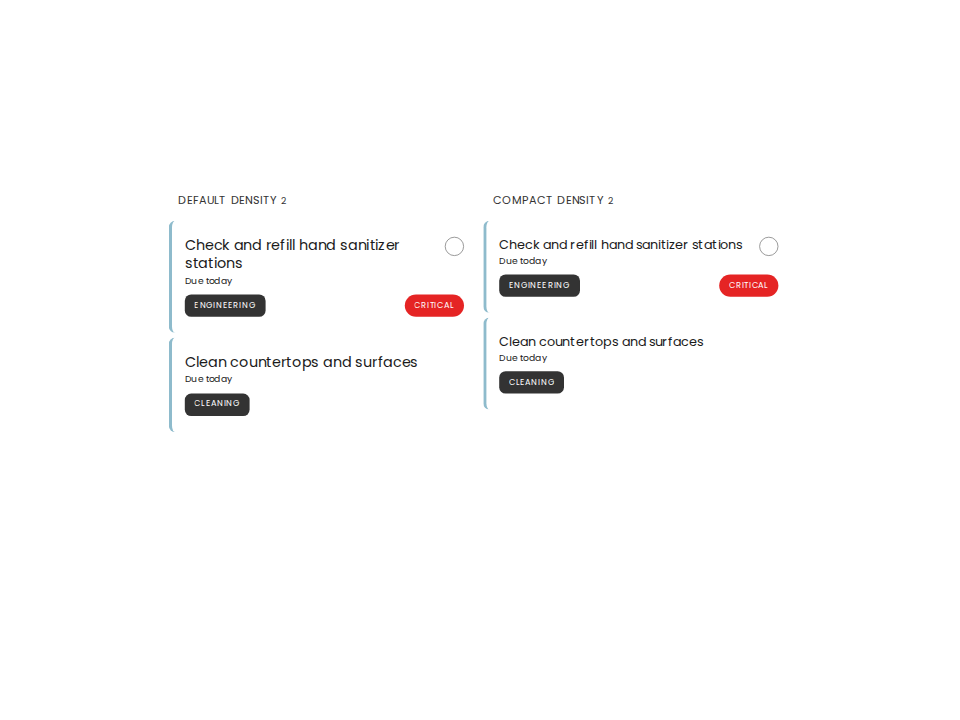 DEFAULT DENSITY 2
Check and refill hand sanitizer
stations
Due today
ENGINEERING
CRITICAL
Clean countertops and surfaces
Due today
CLEANING
COMPACT DENSITY 2
Check and refill hand sanitizer stations
Due today
ENGINEERING
CRITICAL
Clean countertops and surfaces
Due today
CLEANING